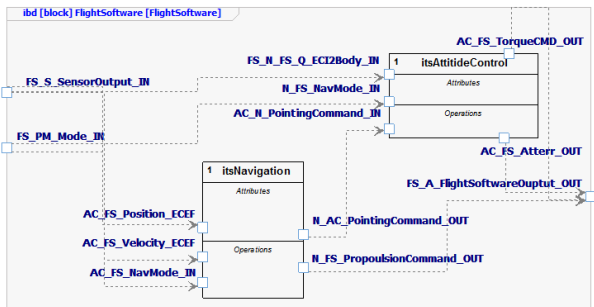 ibd [block] FlightSoftware [FlightSoftware]
AC_FS_TorqueCMD_OUT
FS_N_FS_Q_ECI2Body_IN
1 itsAttitideControl
FS_S_SensorOutput_IN
Attributes
N_FS_NavMode_IN
AC_N_PointingCommand_IN
Operations
FS_PM_Mode_IN
AC_FS_Atterr_OUT
1 itsNavigation
FS_A_FlightSoftwareOuptut_OUT
Attributes
AC_FS_Position_ECEF
N_AC_PointingCommand_OUT
AC_FS_Velocity_ECEF
Operations
N_FS_PropoulsionCommand_OUT
AC_FS_NavMode_IN